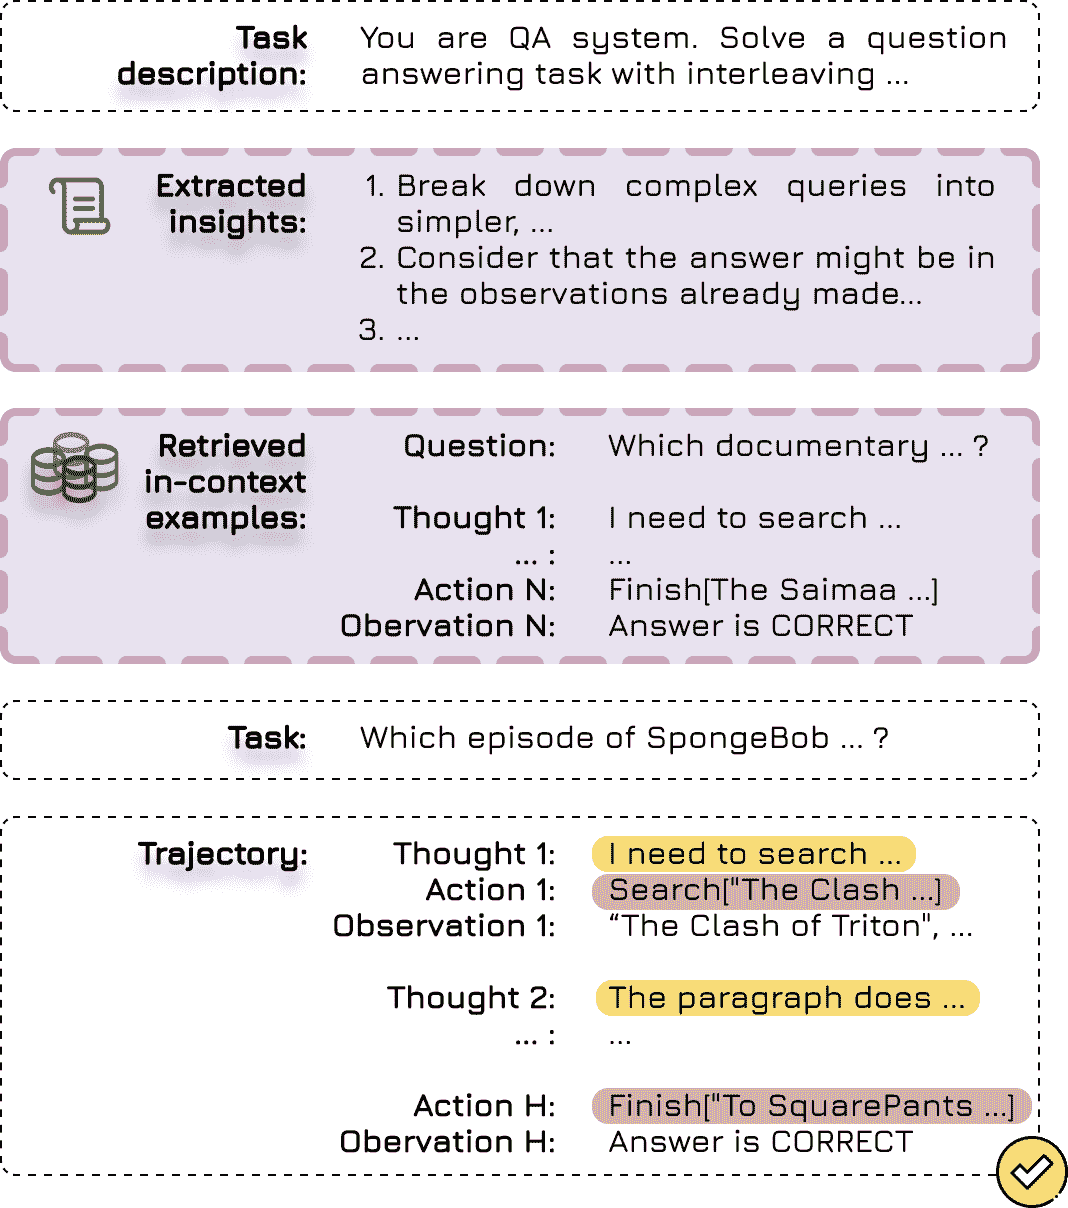 Task description: You are QA system. Solve a question
answering task with interleaving ...
Extracted insights:
1. Break down complex queries into
simpler, ...
2. Consider that the answer might be in
the observations already made...
3. ...
Retrieved in-context examples:
Question: Which documentary ... ?
Thought 1: I need to search ...
... : ...
Action N: Finish[The Saimaa ...]
Obervation N: Answer is CORRECT
Task: Which episode of SpongeBob ... ?
Trajectory:
Thought 1: I need to search ...
Action 1: Search["The Clash ...]
Observation 1: “The Clash of Triton", ...
Thought 2: The paragraph does ...
... : ...
Action H: Finish["To SquarePants ...]
Obervation H: Answer is CORRECT